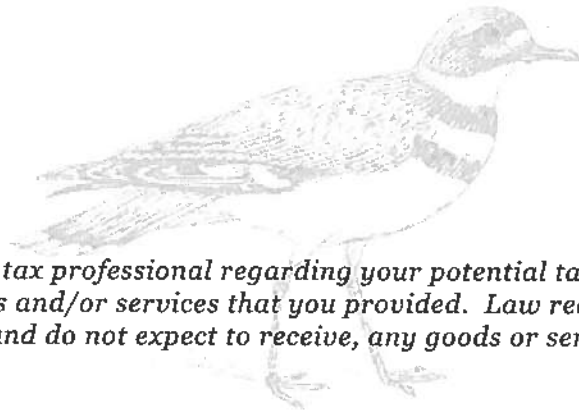 tax professional regarding your potential ta
s and/or services that you provided. Law re
and do not expect to receive, any goods or ser